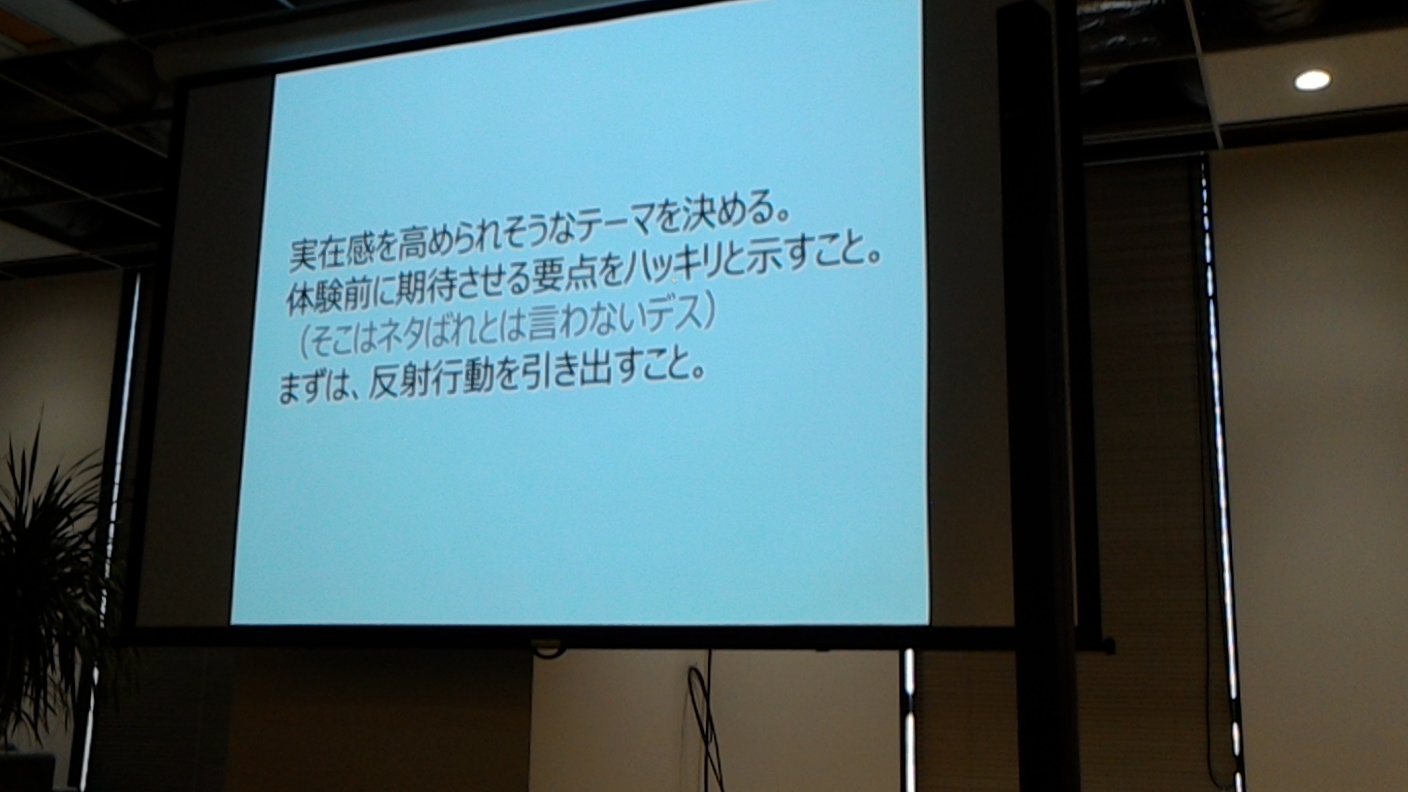 実在感を高められそうなテーマを決める。
体験前に期待させる要点をハッキリと示すこと。
（そこはネタばれとは言わないデス）
まずは、反射行動を引き出すこと。